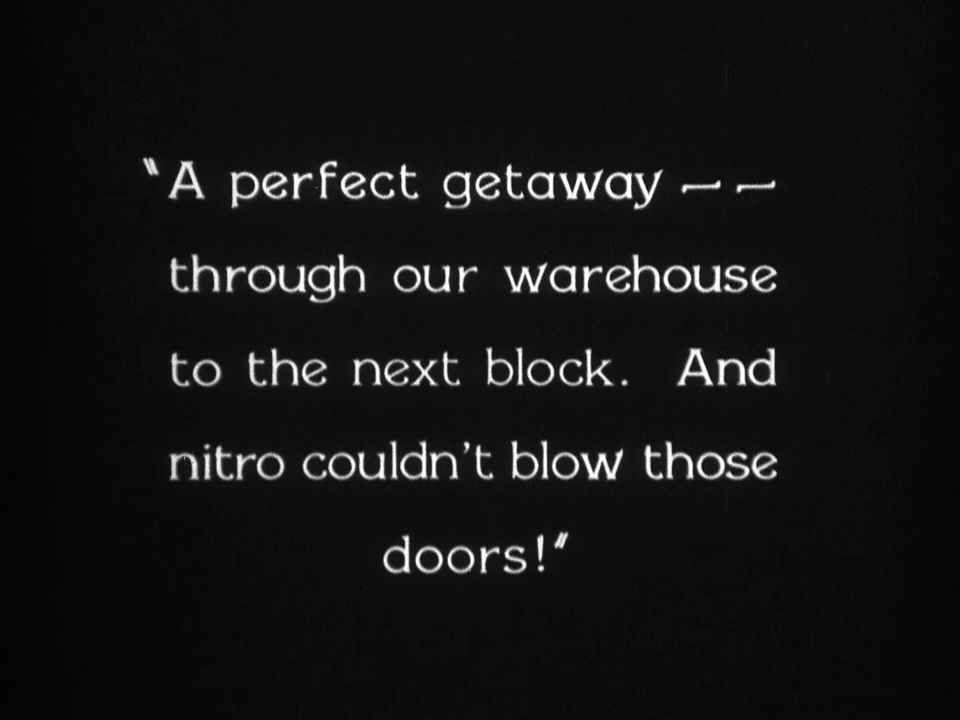 "A perfect getaway — —
through our warehouse
to the next block. And
nitro couldn't blow those
doors!"